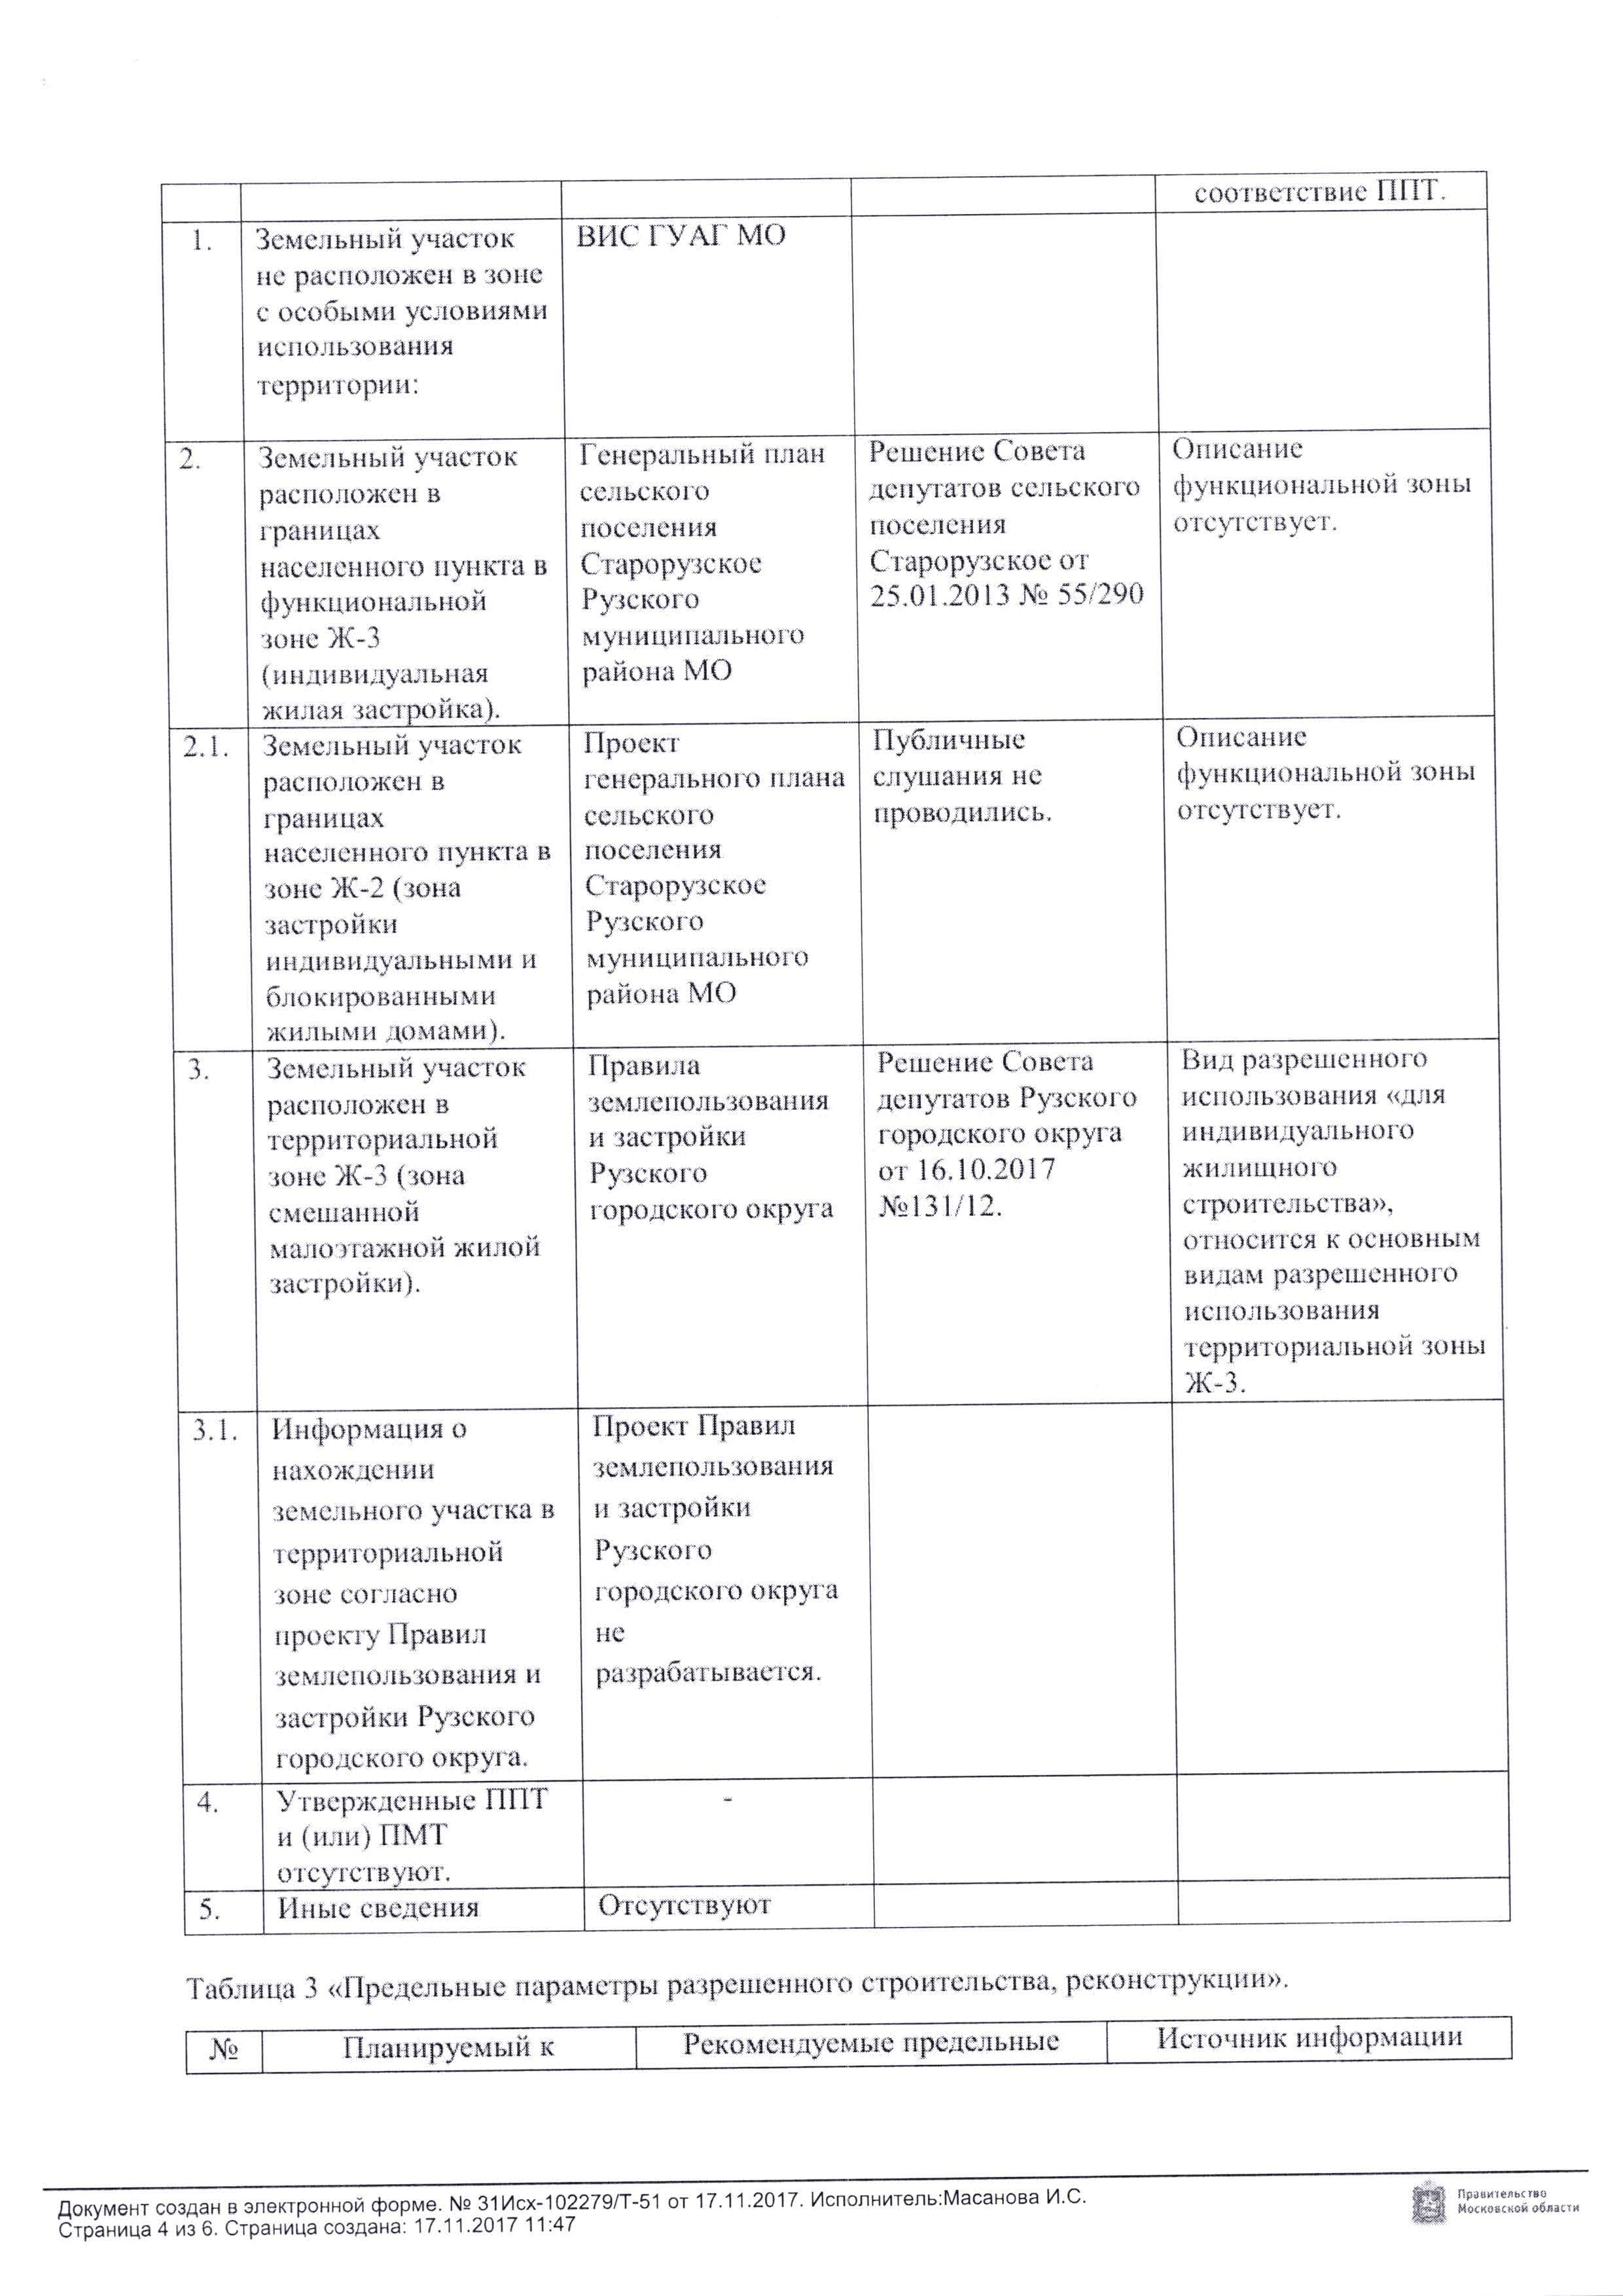 соответствие ППТ.
1.
Земельный участок
не расположен в зоне
с особыми условиями
использования
территории:
ВИС ГУАГ МО
2.
Земельный участок
расположен в
границах
населенного пункта в
функциональной
зоне Ж-3
(индивидуальная
жилая застройка).
Генеральный план
сельского
поселения
Старорузское
Рузского
муниципального
района МО
Решение Совета
депутатов сельского
поселения
Старорузское от
25.01.2013 № 55/290
Описание
функциональной зоны
отсутствует.
2.1.
Земельный участок
расположен в
границах
населенного пункта в
зоне Ж-2 (зона
застройки
индивидуальными и
блокированными
жилыми домами).
Проект
генерального плана
сельского
поселения
Старорузское
Рузского
муниципального
района МО
Публичные
слушания не
проводились.
Описание
функциональной зоны
отсутствует.
3.
Земельный участок
расположен в
территориальной
зоне Ж-3 (зона
смешанной
малоэтажной жилой
застройки).
Правила
землепользования
и застройки
Рузского
городского округа
Решение Совета
депутатов Рузского
городского округа
от 16.10.2017
№131/12.
Вид разрешенного
использования «для
индивидуального
жилищного
строительства»,
относится к основным
видам разрешенного
использования
территориальной зоны
Ж-3.
3.1.
Информация о
нахождении
земельного участка в
территориальной
зоне согласно
проекту Правил
землепользования и
застройки Рузского
городского округа.
Проект Правил
землепользования
и застройки
Рузского
городского округа
не
разрабатывается.
4.
Утвержденные ППТ
и (или) ПМТ
отсутствуют.
-
5.
Иные сведения
Отсутствуют
Таблица 3 «Предельные параметры разрешенного строительства, реконструкции».
№
Планируемый к
Рекомендуемые предельные
Источник информации
Документ создан в электронной форме. № 31Исх-102279/Т-51 от 17.11.2017. Исполнитель:Масанова И.С.
Страница 4 из 6. Страница создана: 17.11.2017 11:47
Правительство
Московской области